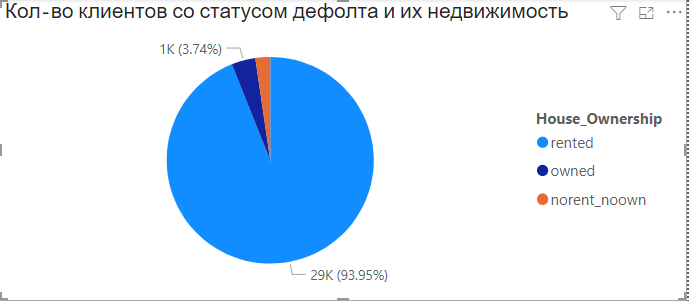 Кол-во клиентов со статусом дефолта и их недвижимость
1K (3.74%)
House_Ownership
rented
owned
norent_noown
29K (93.95%)